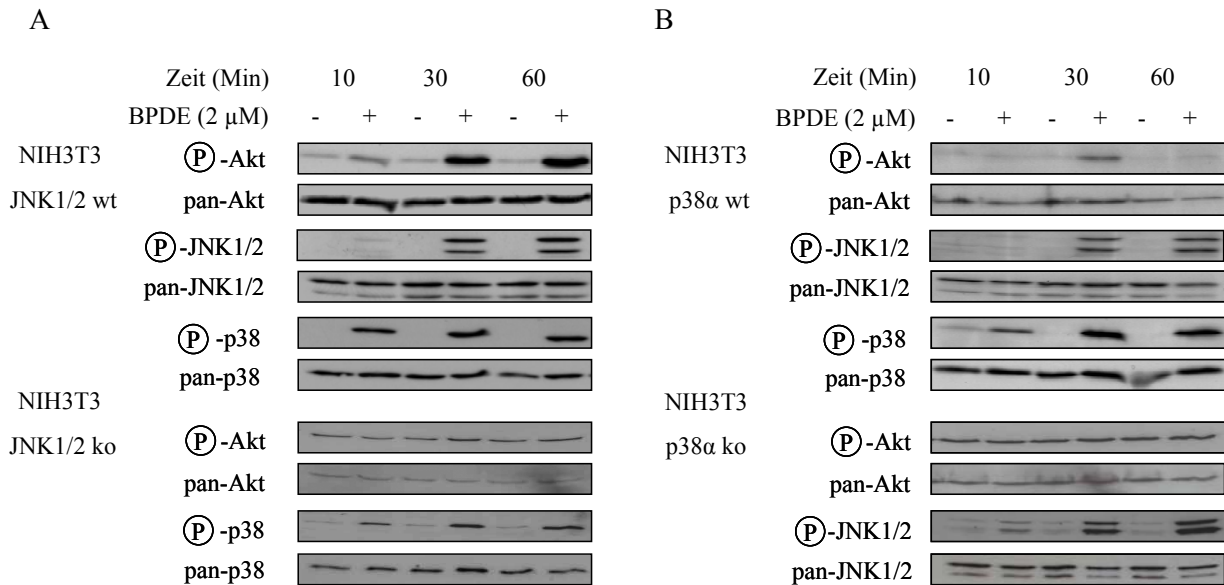 A
Zeit (Min) 10 30 60
BPDE (2 µM) - + - + - +
NIH3T3
JNK1/2 wt
P -Akt
pan-Akt
P -JNK1/2
pan-JNK1/2
P -p38
pan-p38
NIH3T3
JNK1/2 ko
P -Akt
pan-Akt
P -p38
pan-p38
B
Zeit (Min) 10 30 60
BPDE (2 µM) - + - + - +
NIH3T3
p38α wt
P -Akt
pan-Akt
P -JNK1/2
pan-JNK1/2
P -p38
pan-p38
NIH3T3
p38α ko
P -Akt
pan-Akt
P -JNK1/2
pan-JNK1/2